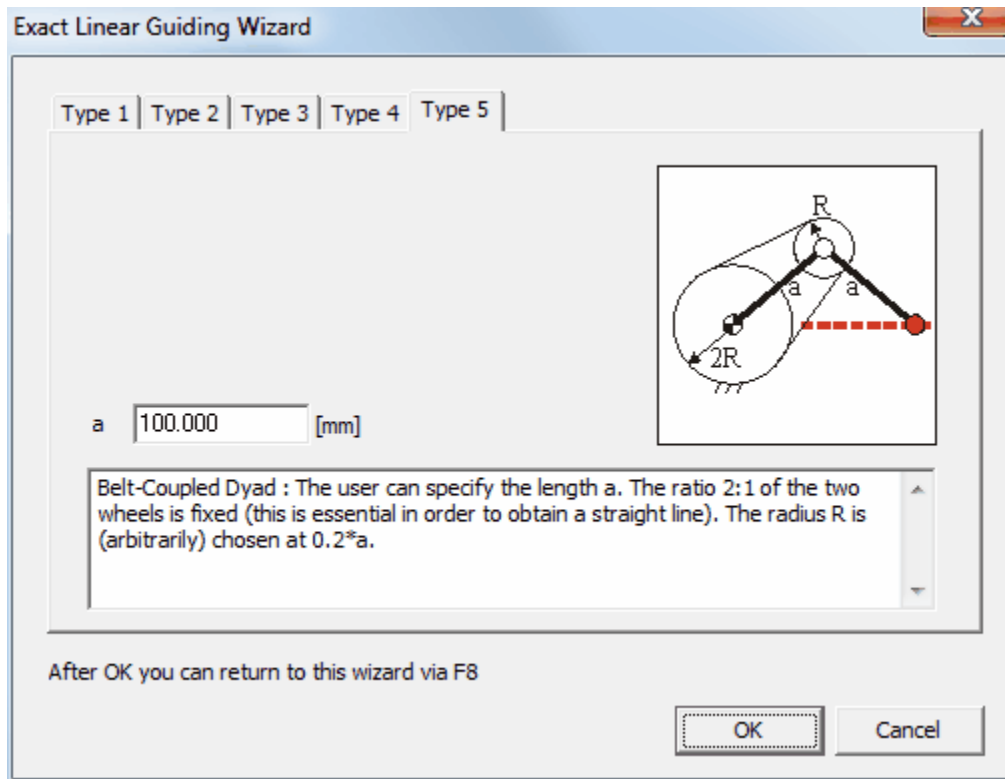 Exact Linear Guiding Wizard
X
Type 1 Type 2 Type 3 Type 4 Type 5
R
a a
2R
a 100.000 [mm]
Belt-Coupled Dyad : The user can specify the length a. The ratio 2:1 of the two
wheels is fixed (this is essential in order to obtain a straight line). The radius R is
(arbitrarily) chosen at 0.2*a.
After OK you can return to this wizard via F8
OK Cancel